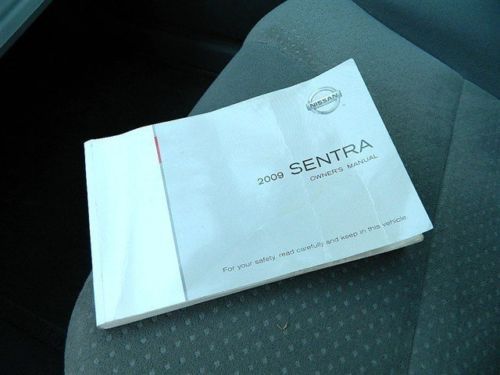 NISSAN
2009 SENTRA
OWNER'S MANUAL
For your safety, read carefully and keep in this vehicle.